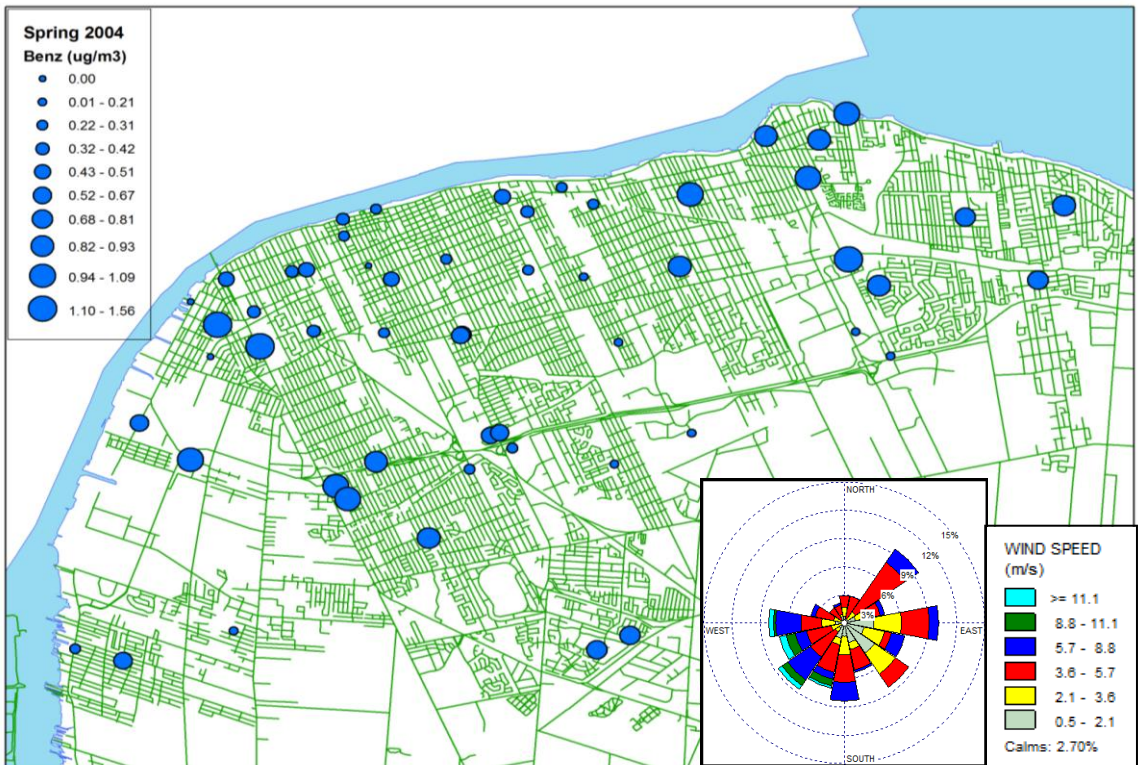 Spring 2004
Benz (ug/m3)
0.00
0.01 - 0.21
0.22 - 0.31
0.32 - 0.42
0.43 - 0.51
0.52 - 0.67
0.68 - 0.81
0.82 - 0.93
0.94 - 1.09
1.10 - 1.56
NORTH
15%
12%
9%
6%
3%
WEST
EAST
SOUTH
WIND SPEED
(m/s)
>= 11.1
8.8 - 11.1
5.7 - 8.8
3.6 - 5.7
2.1 - 3.6
0.5 - 2.1
Calms: 2.70%